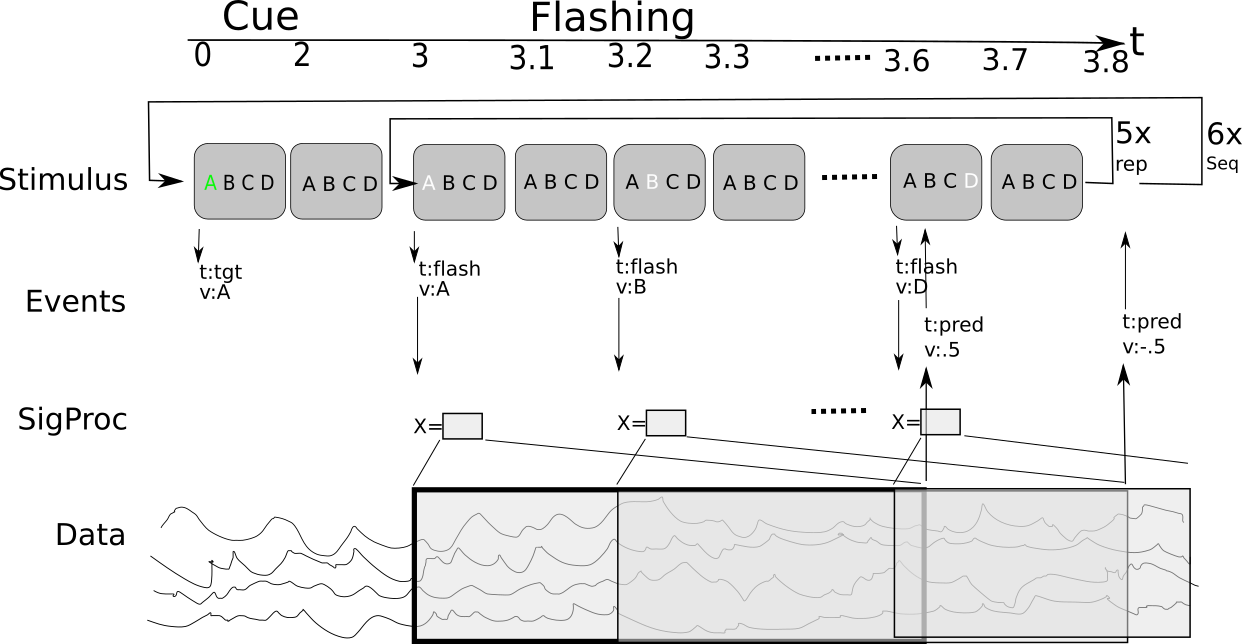 Cue Flashing
t
0 2 3 3.1 3.2 3.3 3.6 3.7 3.8
5x
rep
6x
Seq
Stimulus
A B C D
A B C D
A B C D
A B C D
A B C D
A B C D
A B C D
A B C D
Events
t:tgt
v:A
t:flash
v:A
t:flash
v:B
t:flash
v:D
t:pred
v:.5
t:pred
v:-.5
SigProc
X=
X=
X=
Data